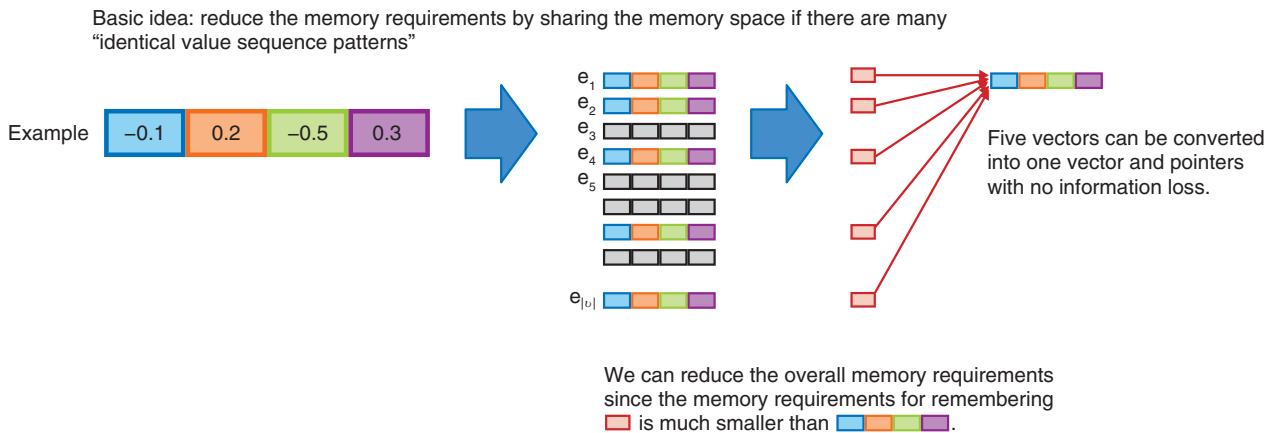 Basic idea: reduce the memory requirements by sharing the memory space if there are many
“identical value sequence patterns”
Example
−0.1 0.2 −0.5 0.3
e1
e2
e3
e4
e5
e|υ|
Five vectors can be converted
into one vector and pointers
with no information loss.
We can reduce the overall memory requirements
since the memory requirements for remembering
is much smaller than .